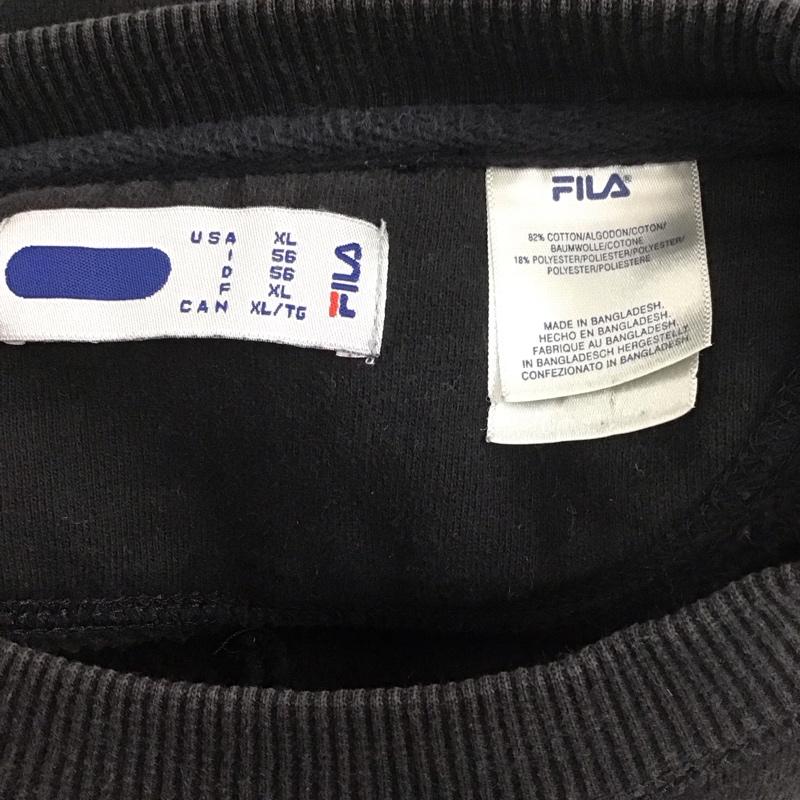 USA XL
I 56
D 56
F XL
CAN XL/TG
FILA
FILA®
82% COTTON/ALGODON/COTON/
BAUMWOLLE/COTONE
18% POLYESTER/POLIESTER/POLYESTER/
POLYESTER/POLIESTERE
MADE IN BANGLADESH.
HECHO EN BANGLADESH.
FABRIQUE AU BANGLADESH.
IN BANGLADESCH HERGESTELLT.
CONFEZIONATO IN BANGLADESH.